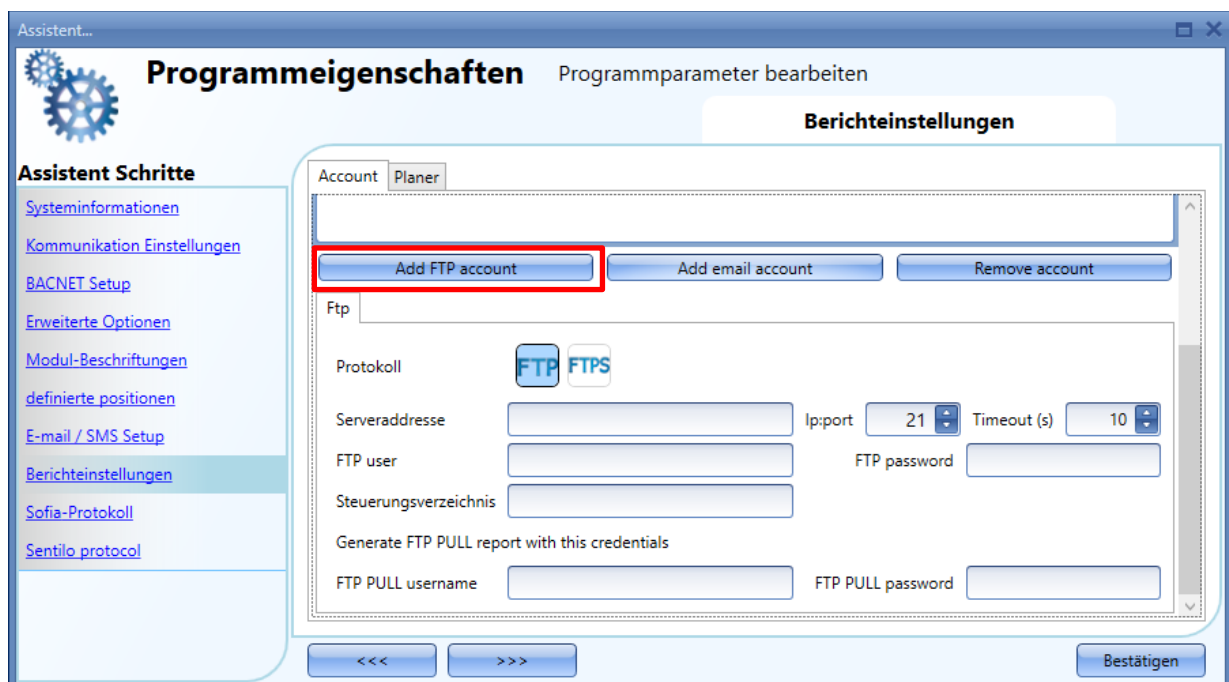 Assistent...
Programmeigenschaften Programmparameter bearbeiten
Berichteinstellungen
Assistent Schritte
Systeminformationen
Kommunikation Einstellungen
BACNET Setup
Erweiterte Optionen
Modul-Beschriftungen
definierte positionen
E-mail / SMS Setup
Berichteinstellungen
Sofia-Protokoll
Sentilo protocol
Account Planer
Add FTP account Add email account Remove account
Ftp
Protokoll FTP FTPS
Serveraddresse Ip:port 21 Timeout (s) 10
FTP user FTP password
Steuerungsverzeichnis
Generate FTP PULL report with this credentials
FTP PULL username FTP PULL password
<<< >>> Bestätigen